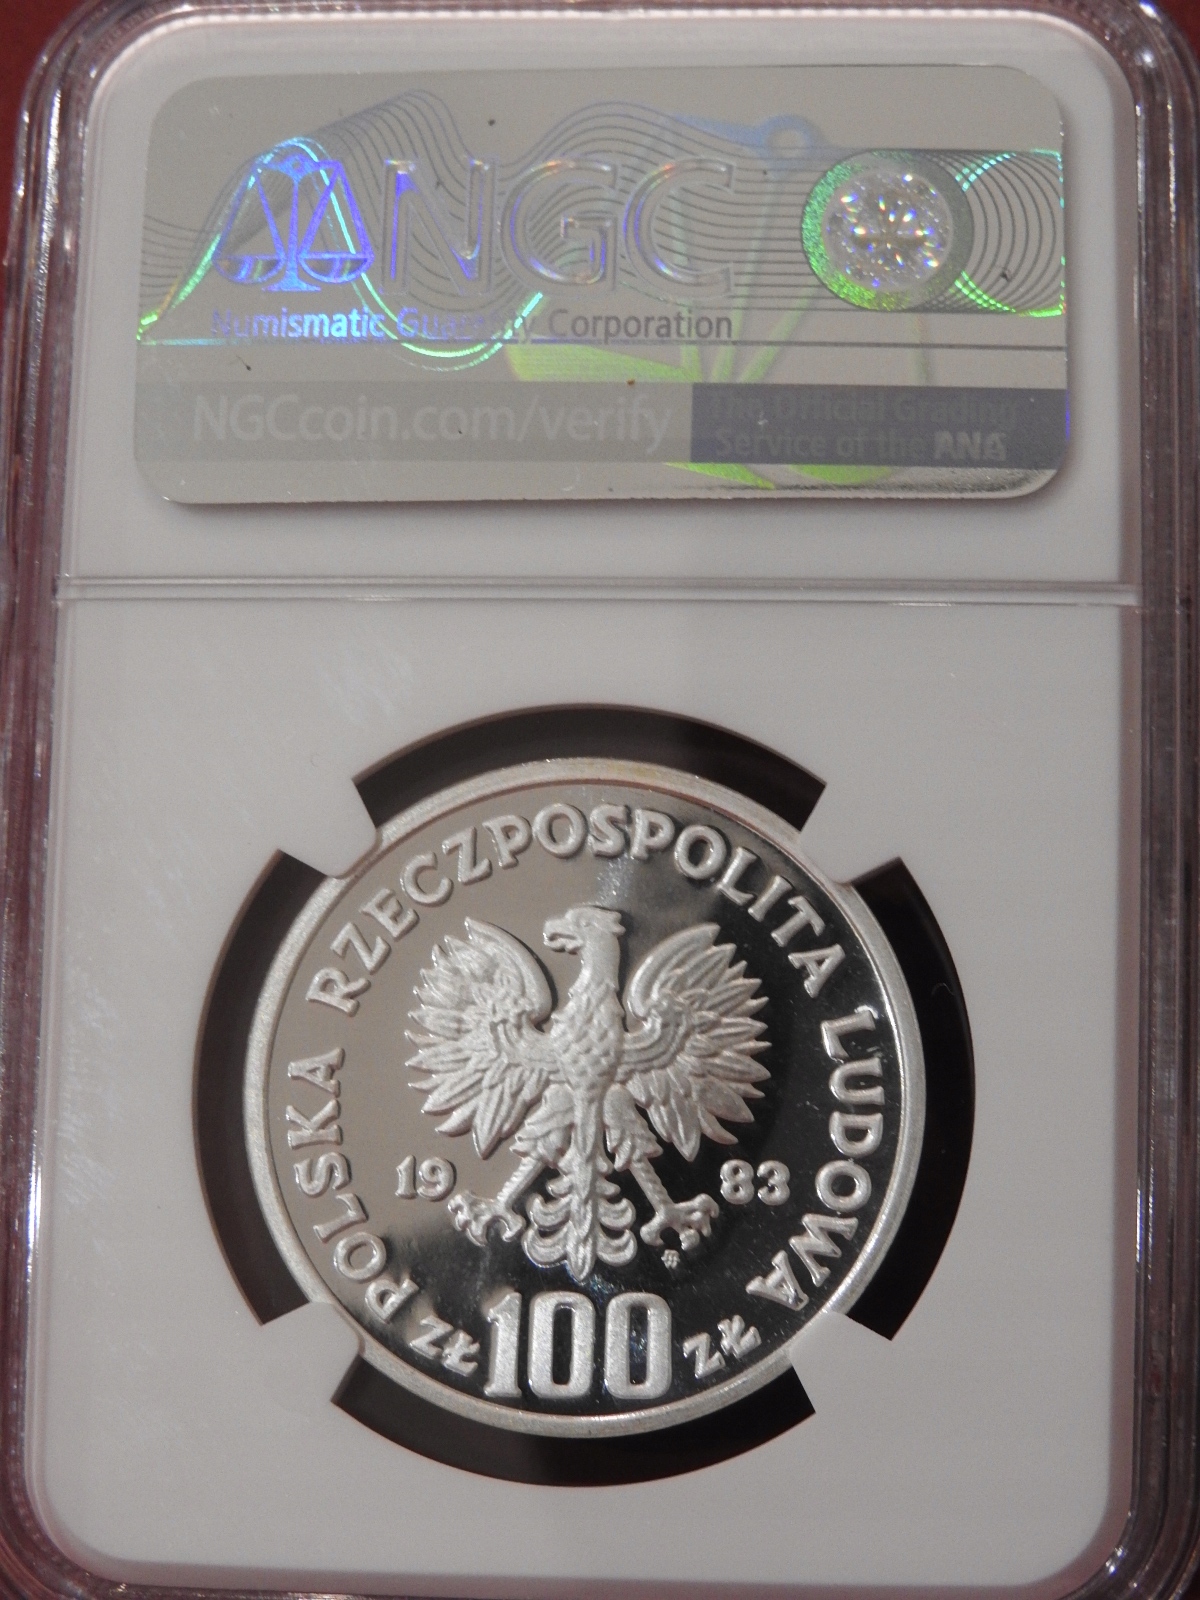 NGC
Numismatic Guaranty Corporation
NGCcoin.com/verify
The Official Grading
Service of the ANA
POLSKA RZECZPOSPOLITA LUDOWA
19 83
zł 100 zł